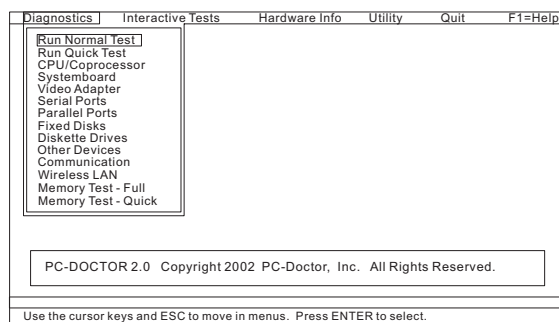 Diagnostics Interactive Tests Hardware Info Utility Quit F1=Help
Run Normal Test
Run Quick Test
CPU/Coprocessor
Systemboard
Video Adapter
Serial Ports
Parallel Ports
Fixed Disks
Diskette Drives
Other Devices
Communication
Wireless LAN
Memory Test - Full
Memory Test - Quick
PC-DOCTOR 2.0 Copyright 2002 PC-Doctor, Inc. All Rights Reserved.
Use the cursor keys and ESC to move in menus. Press ENTER to select.